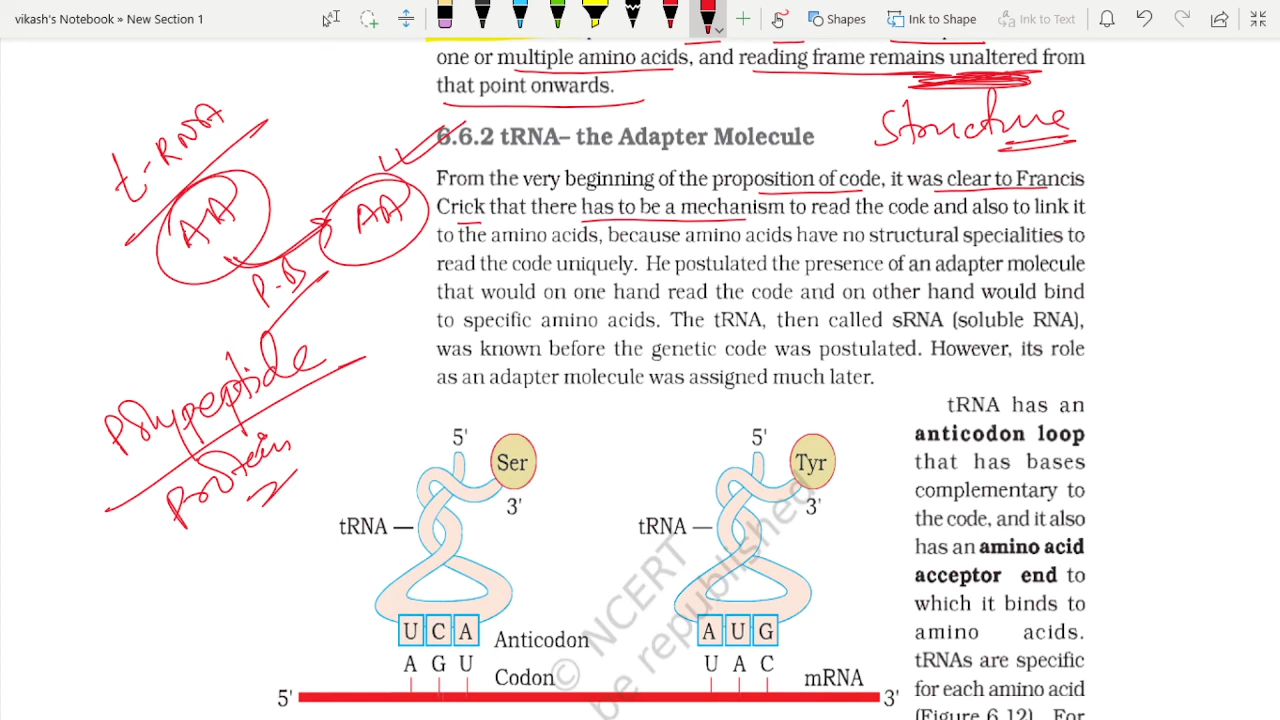 vikash's Notebook » New Section 1
Shapes
Ink to Shape
Ink to Text
one or multiple amino acids, and reading frame remains unaltered from
that point onwards.
structure
t-RNA
6.6.2 tRNA– the Adapter Molecule
AA
AA
P.B
Polypeptide
Protein
From the very beginning of the proposition of code, it was clear to Francis
Crick that there has to be a mechanism to read the code and also to link it
to the amino acids, because amino acids have no structural specialities to
read the code uniquely. He postulated the presence of an adapter molecule
that would on one hand read the code and on other hand would bind
to specific amino acids. The tRNA, then called sRNA (soluble RNA),
was known before the genetic code was postulated. However, its role
as an adapter molecule was assigned much later.
5'
Ser
3'
tRNA
U C A
Anticodon
A G U
Codon
5'
Tyr
3'
tRNA
A U G
U A C
mRNA
5'
3'
© NCERT
be republished
tRNA has an
anticodon loop
that has bases
complementary to
the code, and it also
has an amino acid
acceptor end to
which it binds to
amino acids.
tRNAs are specific
for each amino acid
(Figure 6.12). For